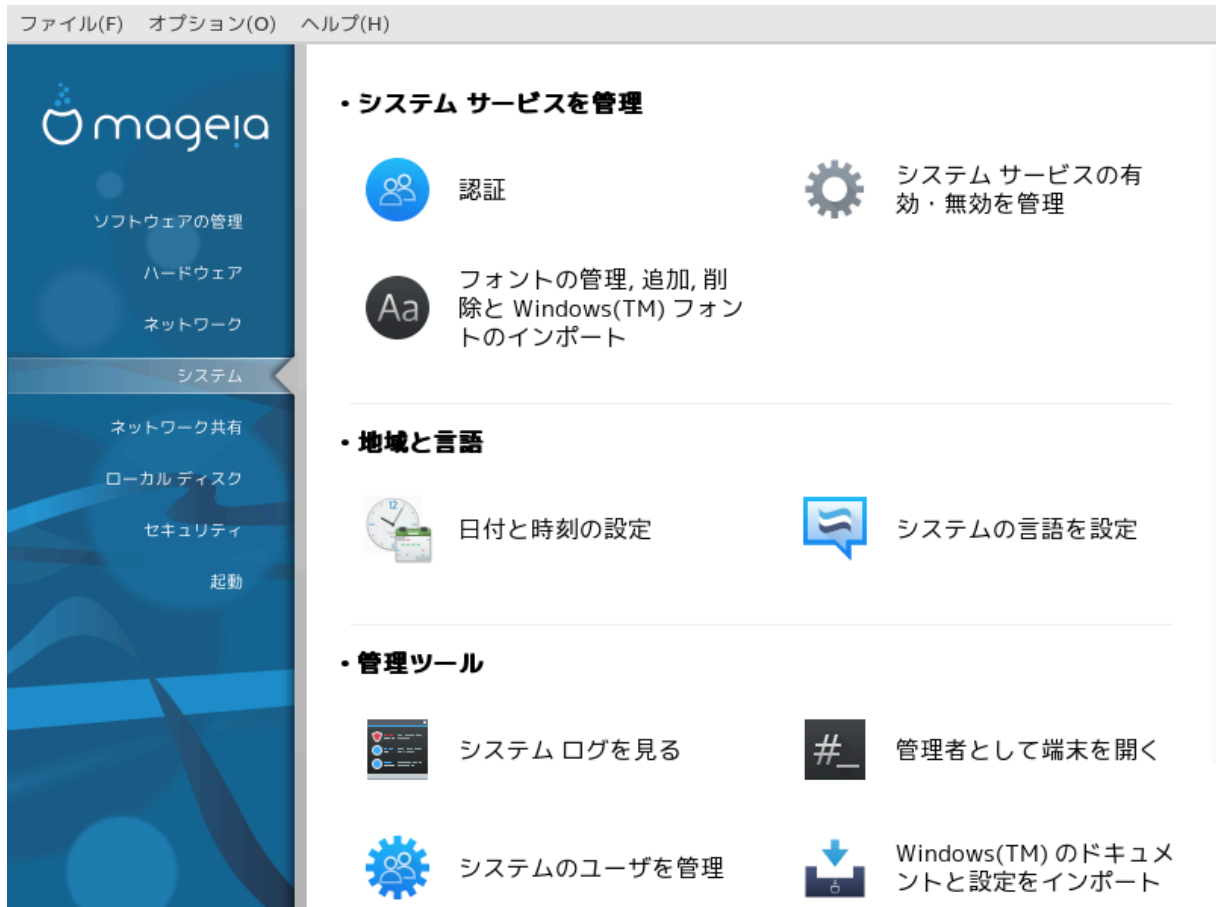 ファイル(F) オプション(O) ヘルプ(H)
mageia
ソフトウェアの管理
ハードウェア
ネットワーク
システム
ネットワーク共有
ローカル ディスク
セキュリティ
起動
・システム サービスを管理
認証
システム サービスの有
効・無効を管理
Aa
フォントの管理, 追加, 削
除と Windows(TM) フォン
トのインポート
・地域と言語
12
日付と時刻の設定
システムの言語を設定
・管理ツール
システム ログを見る
#_
管理者として端末を開く
システムのユーザを管理
Windows(TM) のドキュメ
ントと設定をインポート